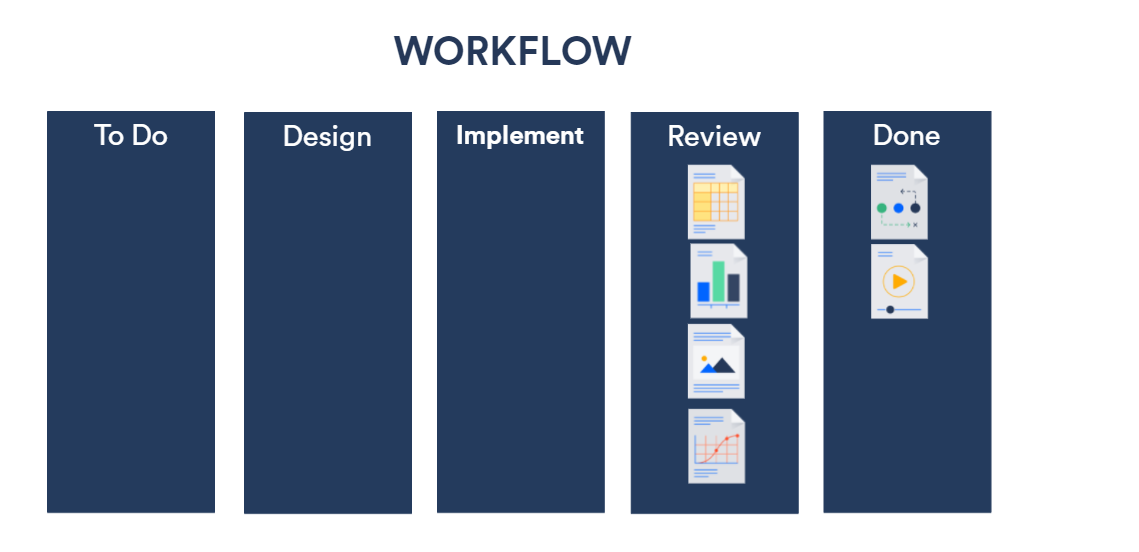 WORKFLOW
To Do
Design
Implement
Review
Done